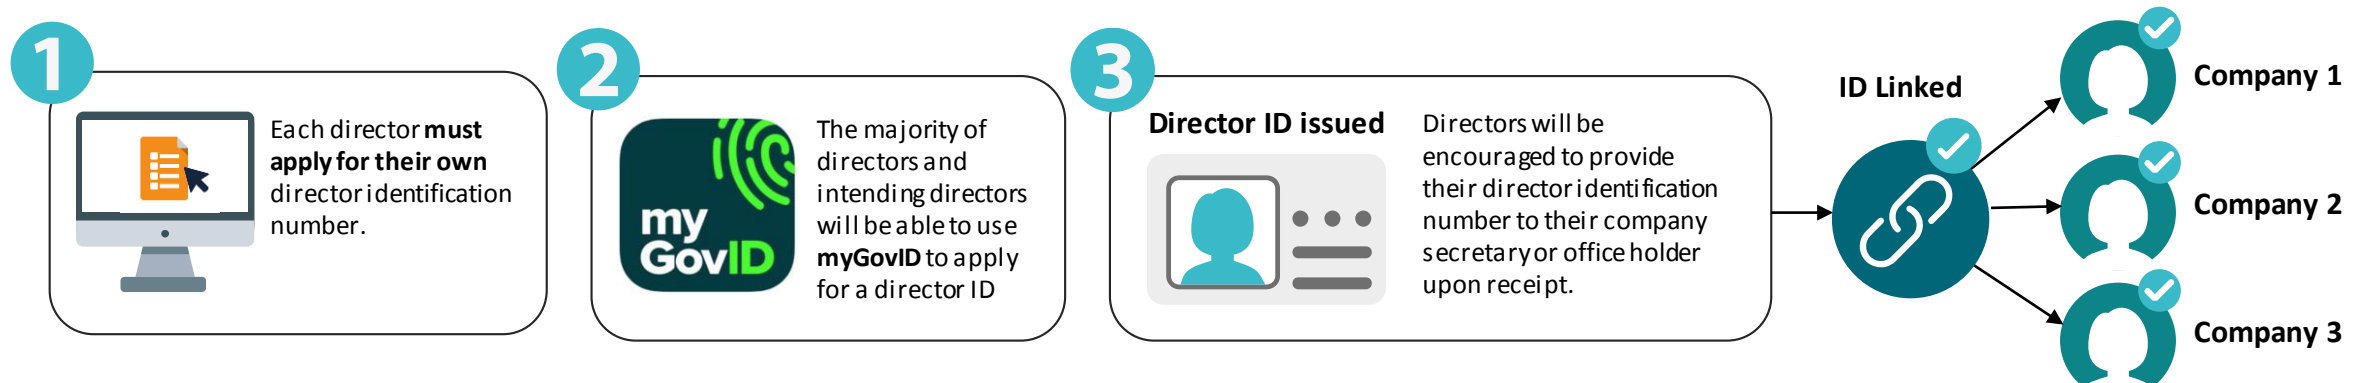 1
Each director must
apply for their own
director identification
number.
2
my
GovID
The majority of
directors and
intending directors
will be able to use
myGovID to apply
for a director ID
3
Director ID issued
Directors will be
encouraged to provide
their director identification
number to their company
secretary or office holder
upon receipt.
ID Linked
Company 1
Company 2
Company 3